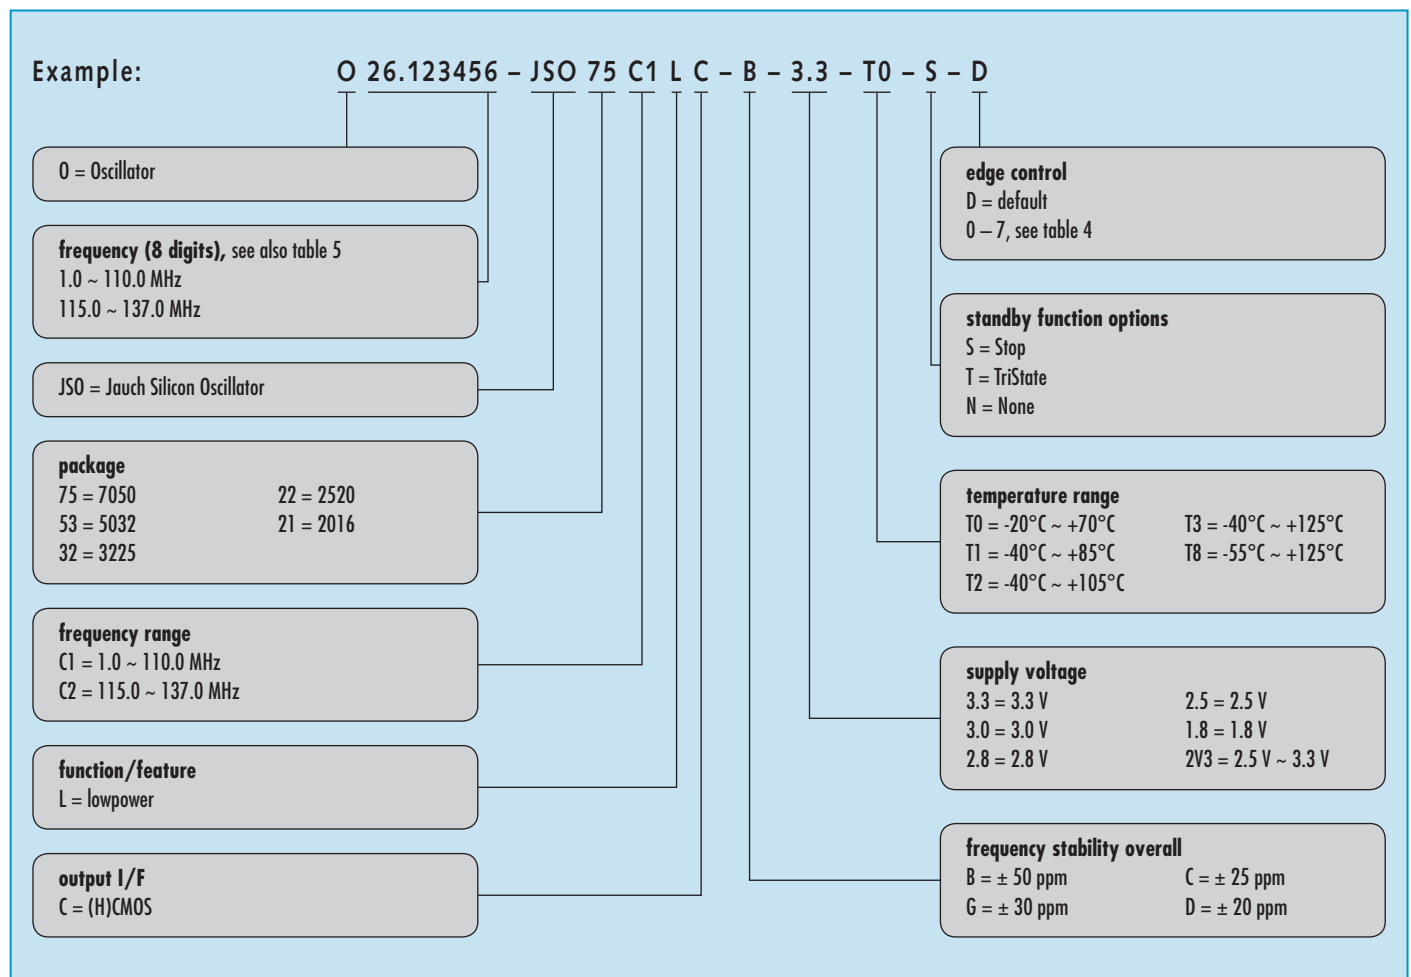 Example: O 26.123456 – JSO 75 C1 L C – B – 3.3 – T0 – S – D
O = Oscillator
frequency (8 digits), see also table 5
1.0 ~ 110.0 MHz
115.0 ~ 137.0 MHz
JSO = Jauch Silicon Oscillator
package
75 = 7050 22 = 2520
53 = 5032 21 = 2016
32 = 3225
frequency range
C1 = 1.0 ~ 110.0 MHz
C2 = 115.0 ~ 137.0 MHz
function/feature
L = lowpower
output I/F
C = (H)CMOS
edge control
D = default
0 – 7, see table 4
standby function options
S = Stop
T = TriState
N = None
temperature range
T0 = -20°C ~ +70°C T3 = -40°C ~ +125°C
T1 = -40°C ~ +85°C T8 = -55°C ~ +125°C
T2 = -40°C ~ +105°C
supply voltage
3.3 = 3.3 V 2.5 = 2.5 V
3.0 = 3.0 V 1.8 = 1.8 V
2.8 = 2.8 V 2V3 = 2.5 V ~ 3.3 V
frequency stability overall
B = ± 50 ppm C = ± 25 ppm
G = ± 30 ppm D = ± 20 ppm